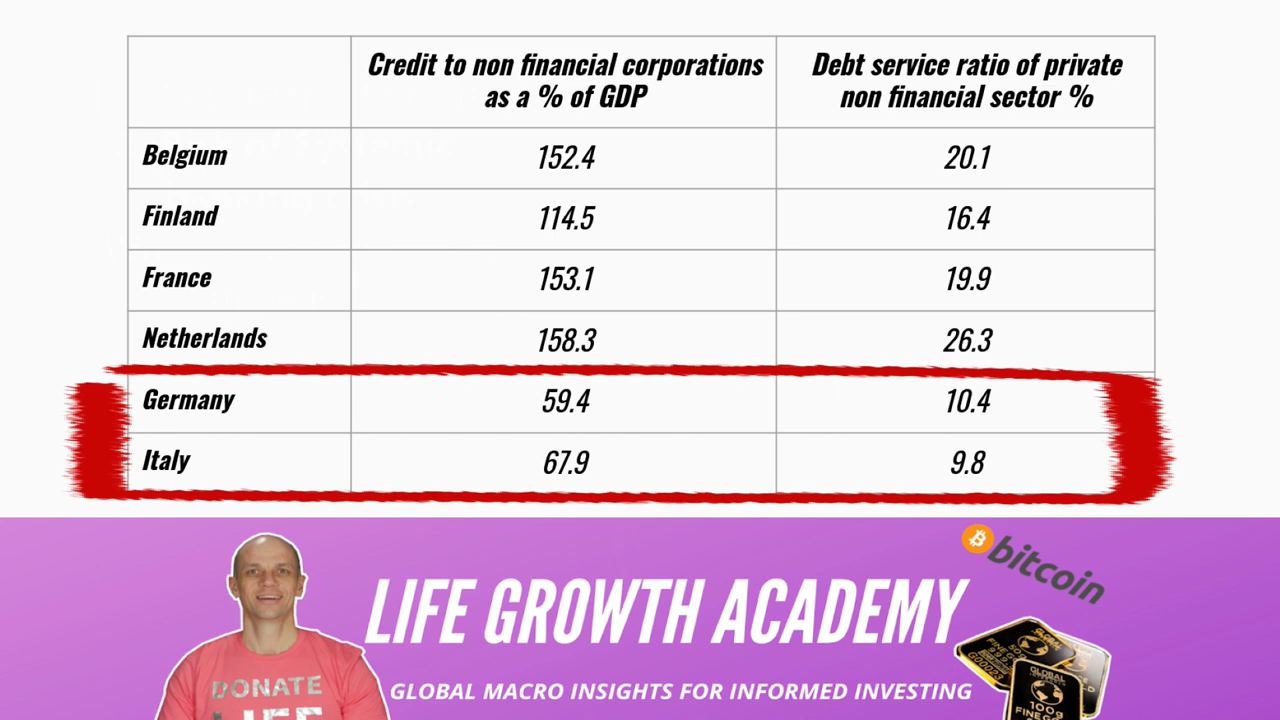 Credit to non financial corporations
as a % of GDP
Debt service ratio of private
non financial sector %
Belgium 152.4 20.1
Finland 114.5 16.4
France 153.1 19.9
Netherlands 158.3 26.3
Germany 59.4 10.4
Italy 67.9 9.8
bitcoin
LIFE GROWTH ACADEMY
DONATE
LIFE
GLOBAL MACRO INSIGHTS FOR INFORMED INVESTING
GLOBAL
100g